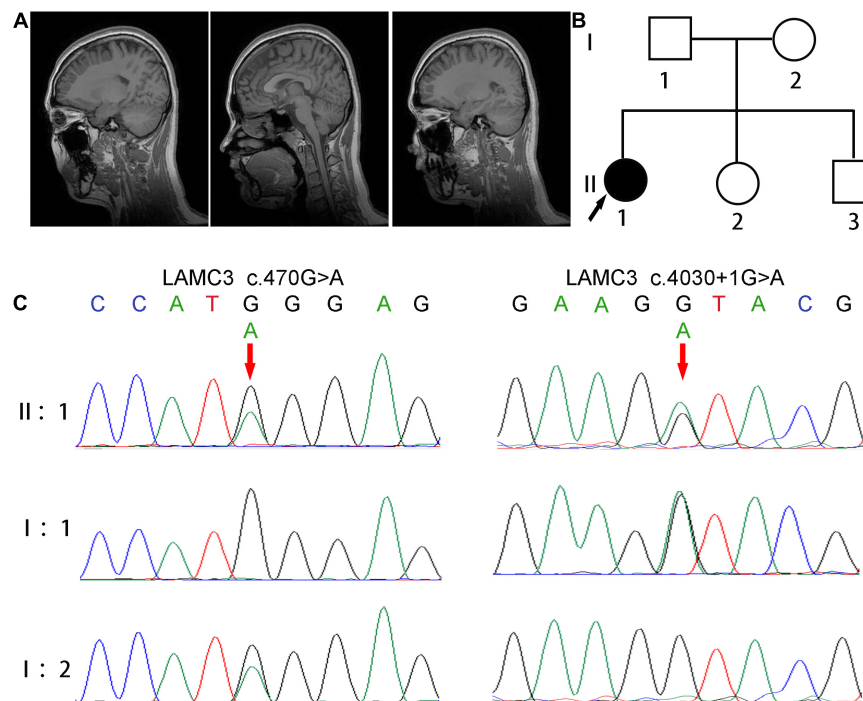 A
B
I
1
2
II
1
2
3
C
LAMC3 c.470G>A
LAMC3 c.4030+1G>A
C C A T G G G A G
G A A G G T A C G
A
A
II : 1
I : 1
I : 2